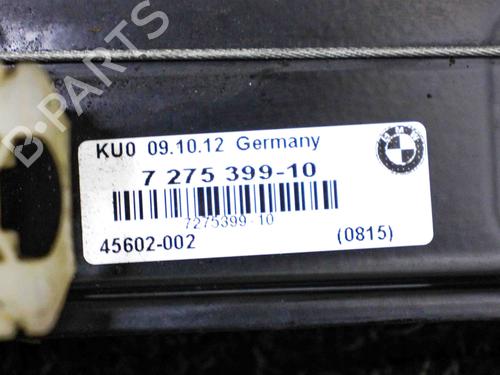 B-PARTS
KU0 09.10.12 Germany
BMW
7 275 399-10
7275399-10
45602-002 (0815)